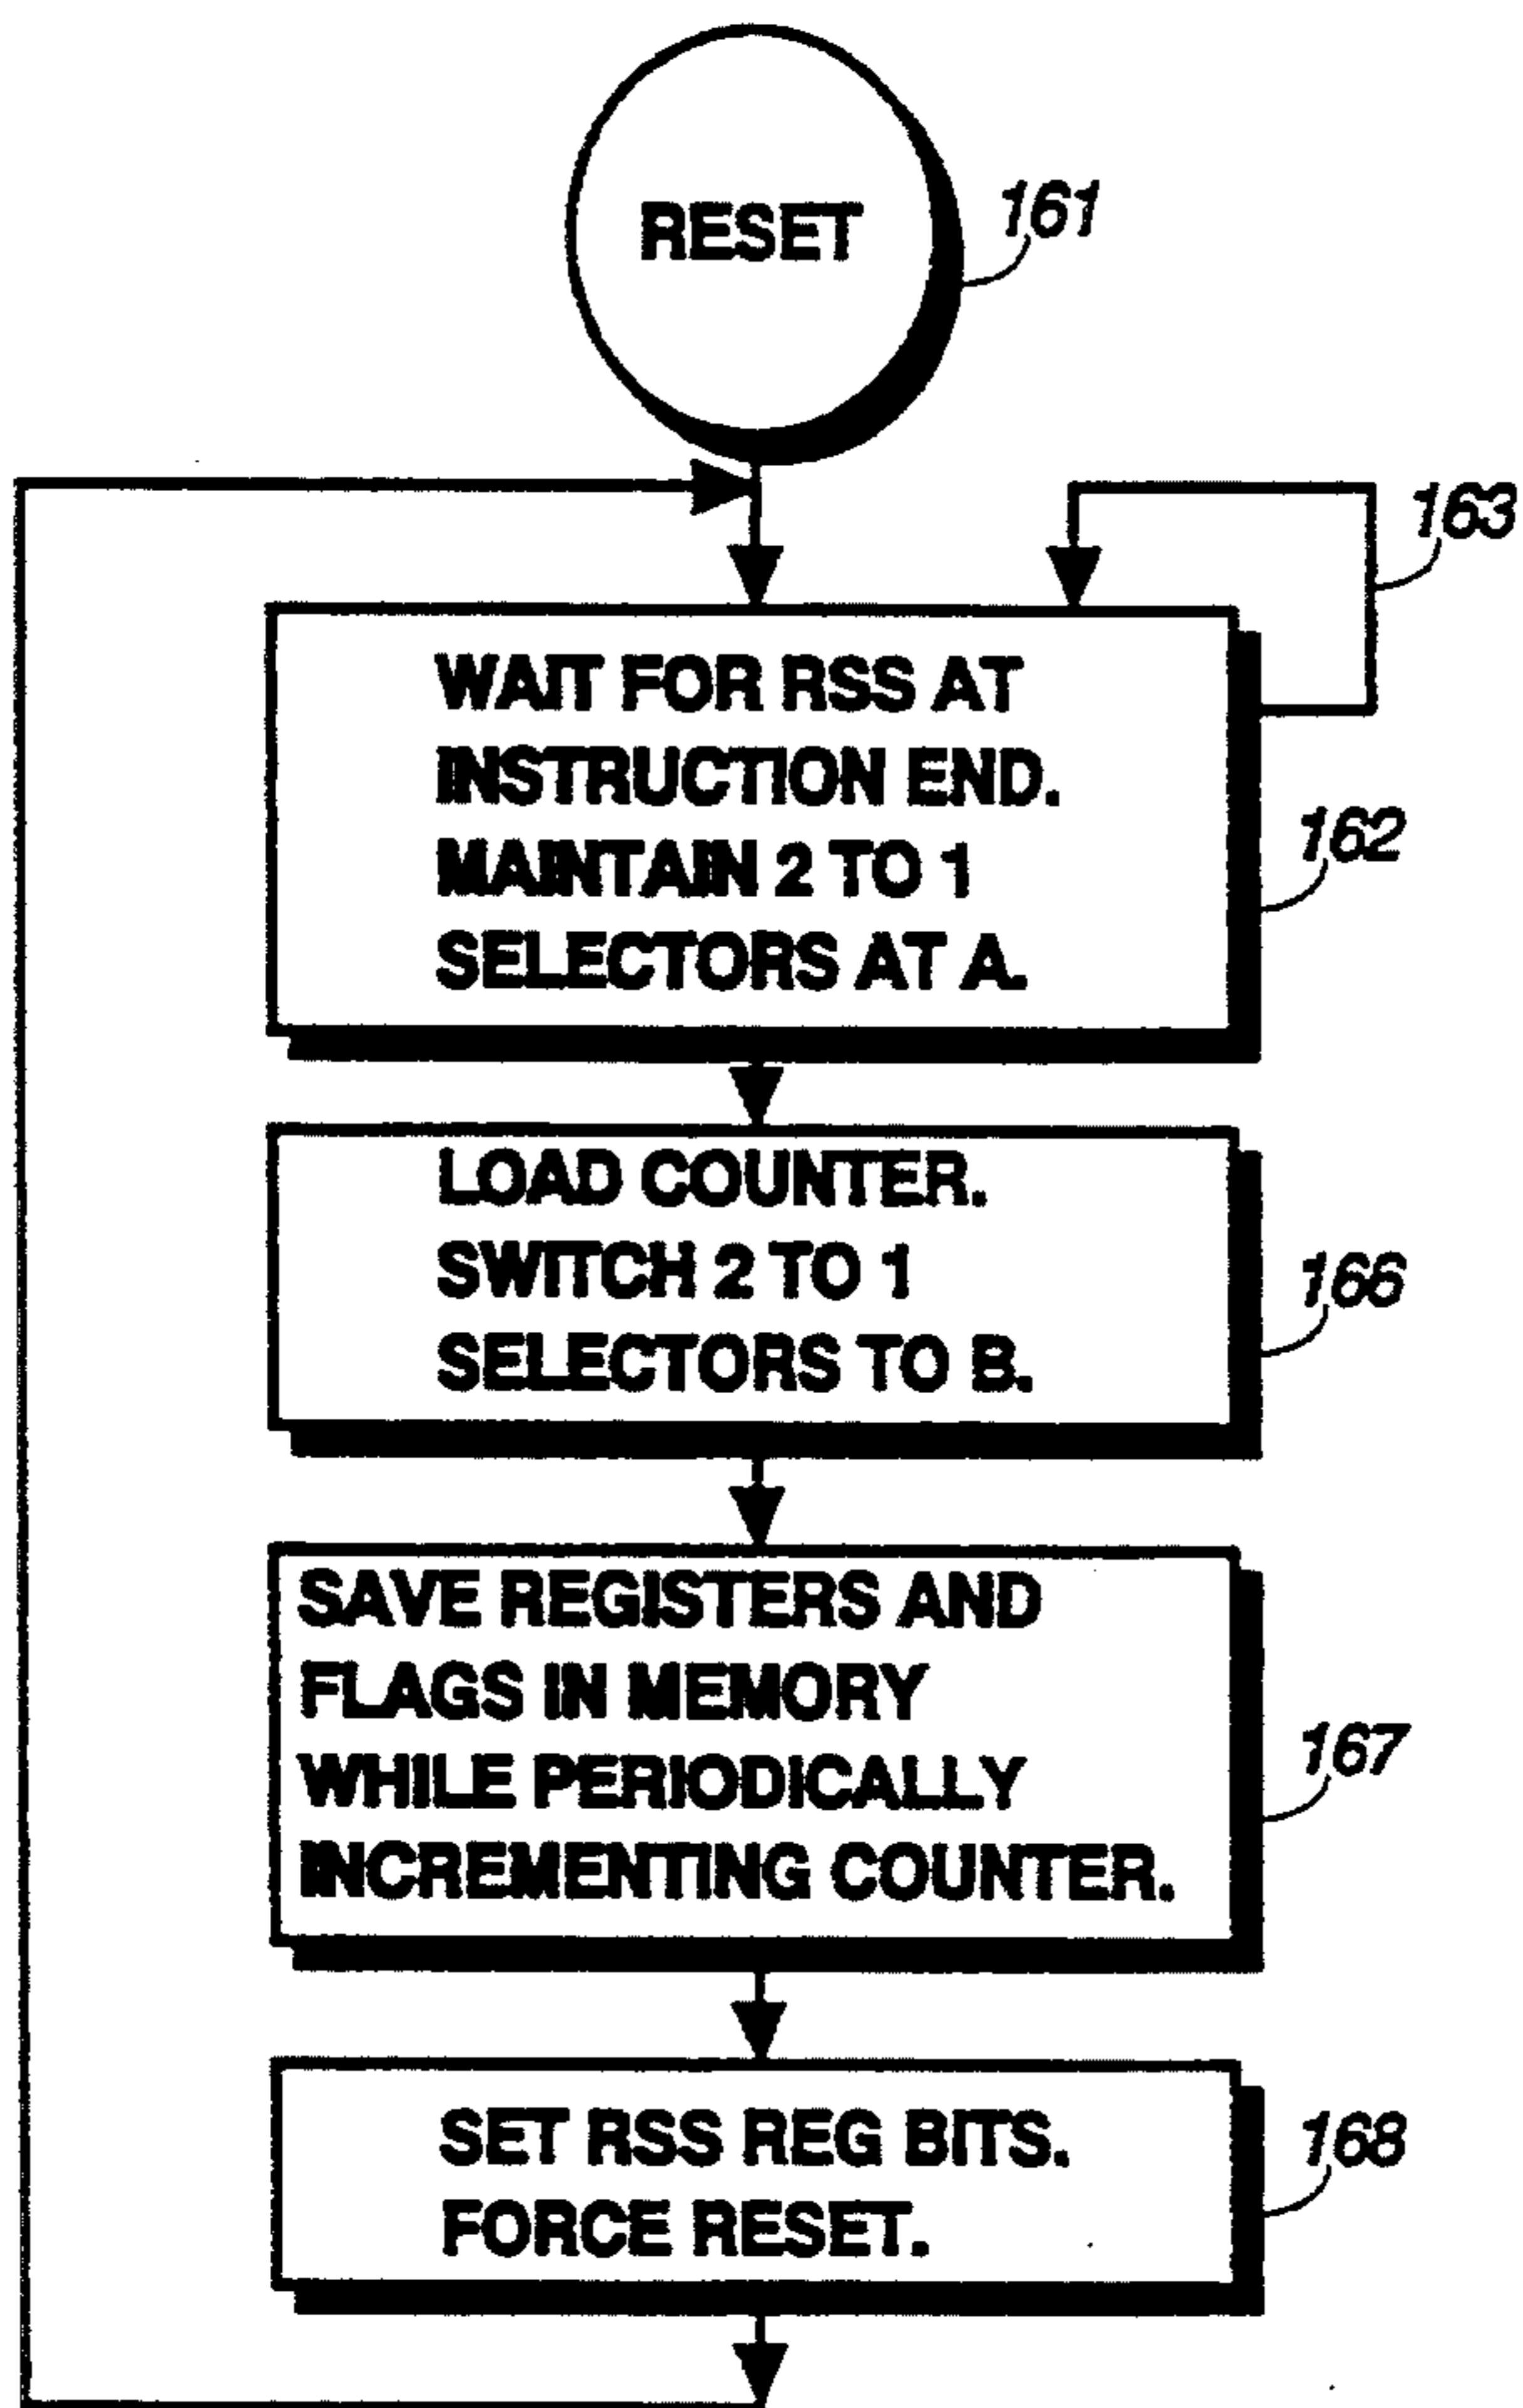 RESET
161
163
WAIT FOR RSS AT
INSTRUCTION END.
MAINTAIN 2 TO 1
SELECTORS AT A.
162
LOAD COUNTER.
SWITCH 2 TO 1
SELECTORS TO B.
166
SAVE REGISTERS AND
FLAGS IN MEMORY
WHILE PERIODICALLY
INCREMENTING COUNTER.
167
SET RSS REG BITS.
FORCE RESET.
168